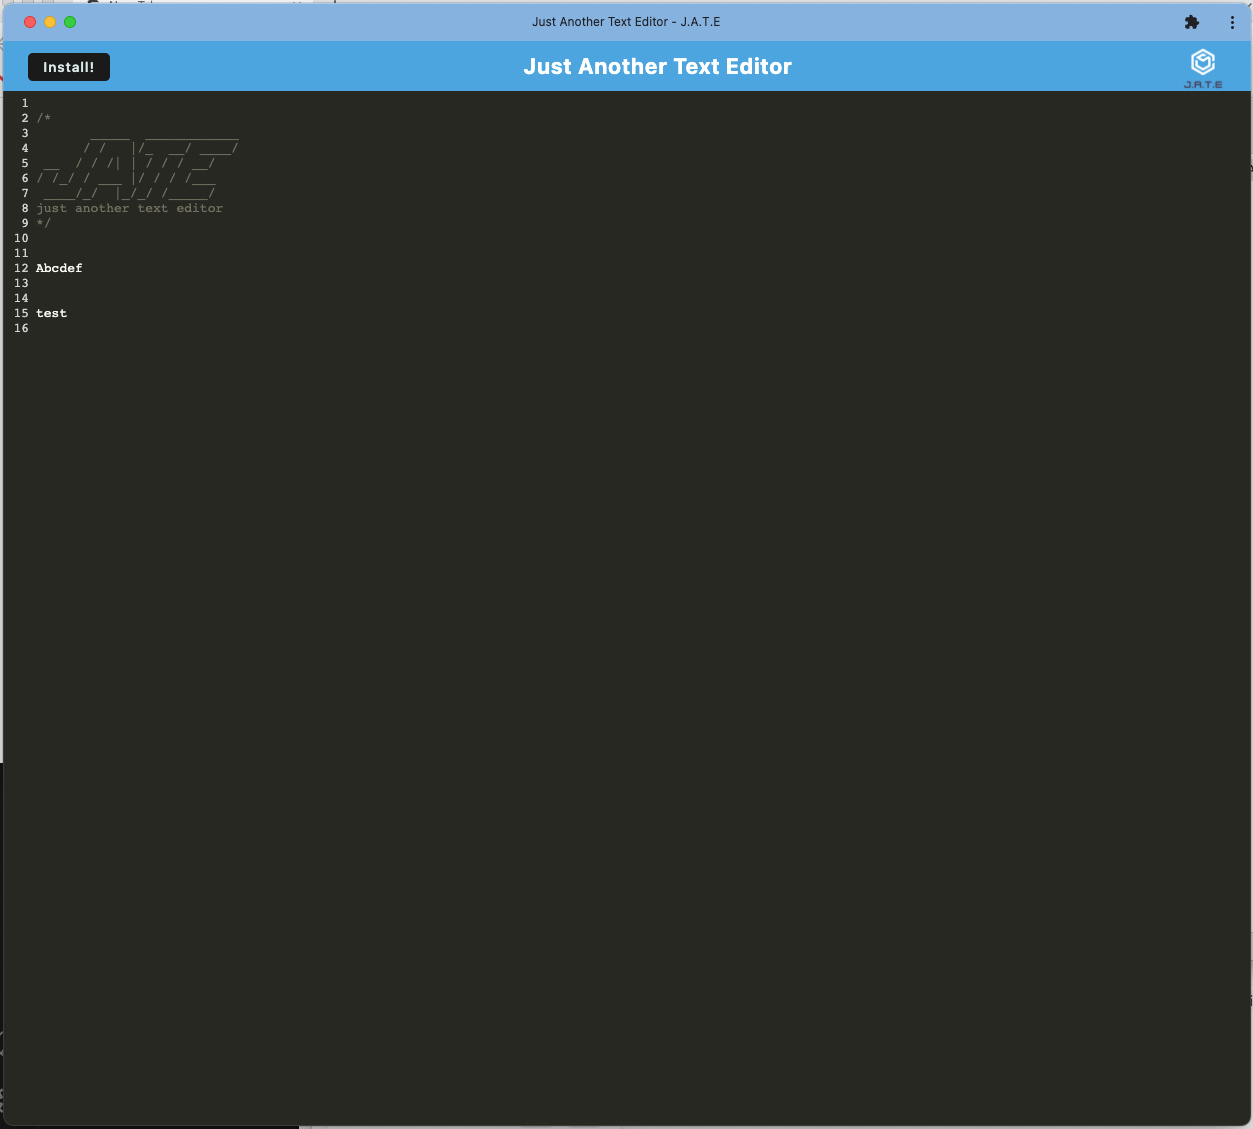 Just Another Text Editor - J.A.T.E
Install!
Just Another Text Editor
J.A.T.E
1
2 /*
3        _____  ____________
4       / /   |/_  __/ ____/
5  __  / / /| | / / / __/
6 / /_/ / ___ |/ / / /___
7  ____/_/  |_/_/ /_____/
8 just another text editor
9 */
10
11
12 Abcdef
13
14
15 test
16